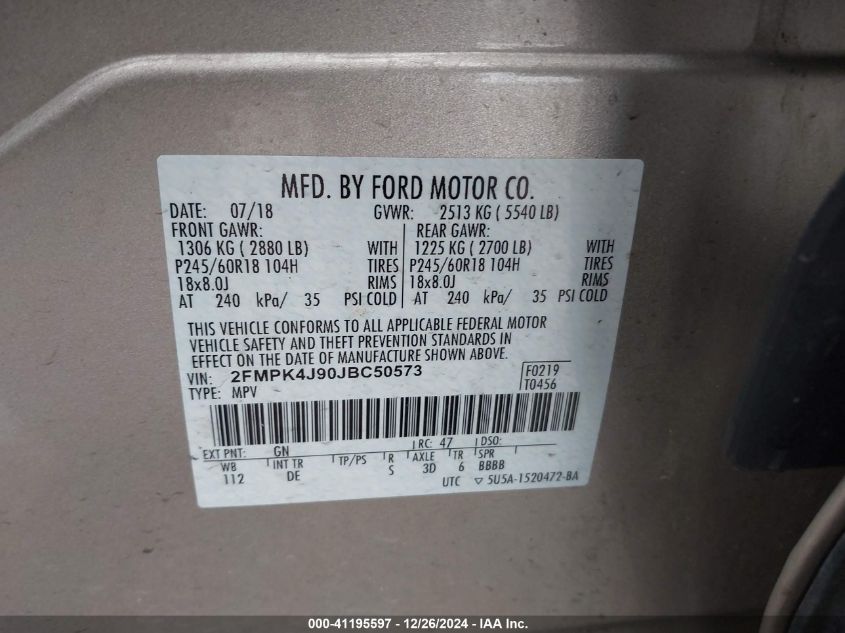 MFD. BY FORD MOTOR CO.
DATE: 07/18 GVWR: 2513 KG ( 5540 LB)
FRONT GAWR: REAR GAWR:
1306 KG ( 2880 LB) WITH 1225 KG ( 2700 LB) WITH
P245/60R18 104H TIRES P245/60R18 104H TIRES
18x8.0J RIMS 18x8.0J RIMS
AT 240 kPa/ 35 PSI COLD AT 240 kPa/ 35 PSI COLD
THIS VEHICLE CONFORMS TO ALL APPLICABLE FEDERAL MOTOR
VEHICLE SAFETY AND THEFT PREVENTION STANDARDS IN
EFFECT ON THE DATE OF MANUFACTURE SHOWN ABOVE.
VIN: 2FMPK4J90JBC50573 F0219
TYPE: MPV T0456
EXT PNT: GN RC: 47 DSO:
WB INT TR TP/PS R AXLE TR SPR
112 DE S 3D 6 BBBB
UTC ▽ 5U5A-1520472-BA
000-41195597 - 12/26/2024 - IAA Inc.